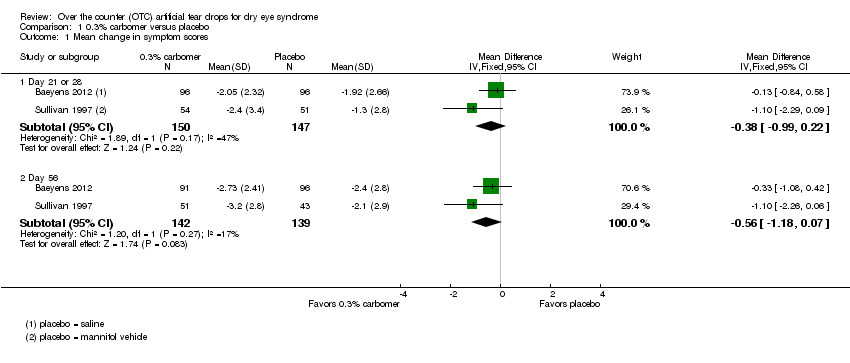 Review: Over the counter (OTC) artificial tear drops for dry eye syndrome
Comparison: 1 0.3% carbomer versus placebo
Outcome: 1 Mean change in symptom scores
Study or subgroup 0.3% carbomer Placebo Mean Difference Weight Mean Difference
N Mean(SD) N Mean(SD) IV,Fixed,95% CI IV,Fixed,95% CI
1 Day 21 or 28
Baeyens 2012 (1) 96 -2.05 (2.32) 96 -1.92 (2.66) 73.9 % -0.13 [ -0.84, 0.58 ]
Sullivan 1997 (2) 54 -2.4 (3.4) 51 -1.3 (2.8) 26.1 % -1.10 [ -2.29, 0.09 ]
Subtotal (95% CI) 150 147 100.0 % -0.38 [ -0.99, 0.22 ]
Heterogeneity: Chi² = 1.89, df = 1 (P = 0.17); I² =47%
Test for overall effect: Z = 1.24 (P = 0.22)
2 Day 56
Baeyens 2012 91 -2.73 (2.41) 96 -2.4 (2.8) 70.6 % -0.33 [ -1.08, 0.42 ]
Sullivan 1997 51 -3.2 (2.8) 43 -2.1 (2.9) 29.4 % -1.10 [ -2.26, 0.06 ]
Subtotal (95% CI) 142 139 100.0 % -0.56 [ -1.18, 0.07 ]
Heterogeneity: Chi² = 1.20, df = 1 (P = 0.27); I² =17%
Test for overall effect: Z = 1.74 (P = 0.083)
-4 -2 0 2 4
Favors 0.3% carbomer Favors placebo
(1) placebo = saline
(2) placebo = mannitol vehicle